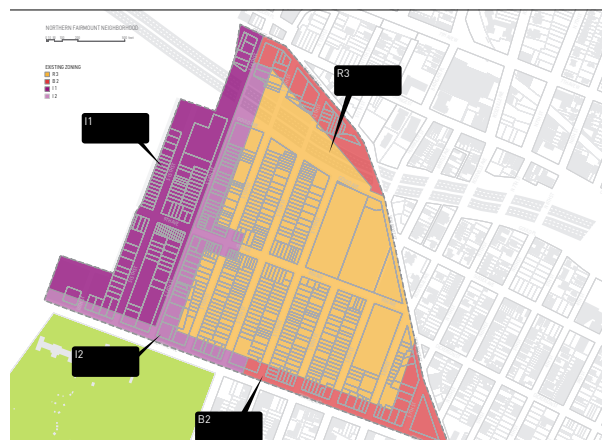 NORTHERN FAIRMOUNT NEIGHBORHOOD
EXISTING ZONING
R3
B2
I1
I2
R3
I1
I2
B2